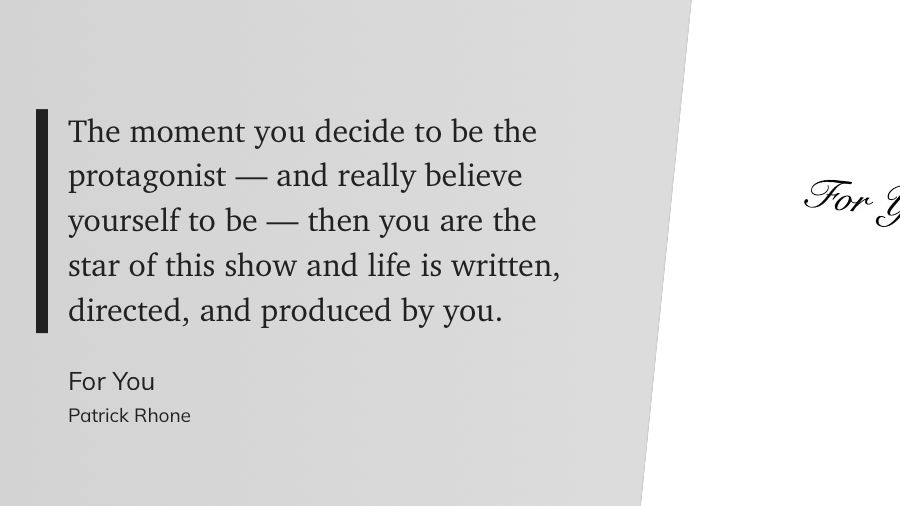 The moment you decide to be the
protagonist — and really believe
yourself to be — then you are the
star of this show and life is written,
directed, and produced by you.
For You
Patrick Rhone
For